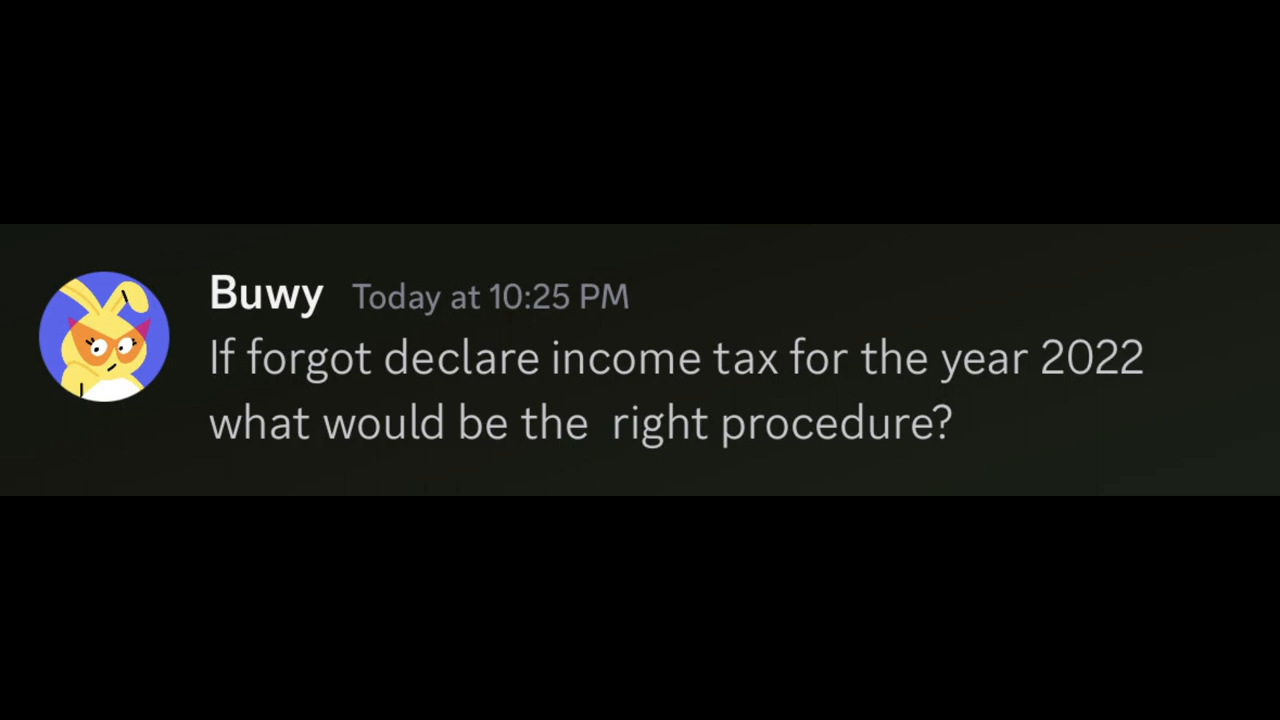 Buwy Today at 10:25 PM
If forgot declare income tax for the year 2022
what would be the  right procedure?